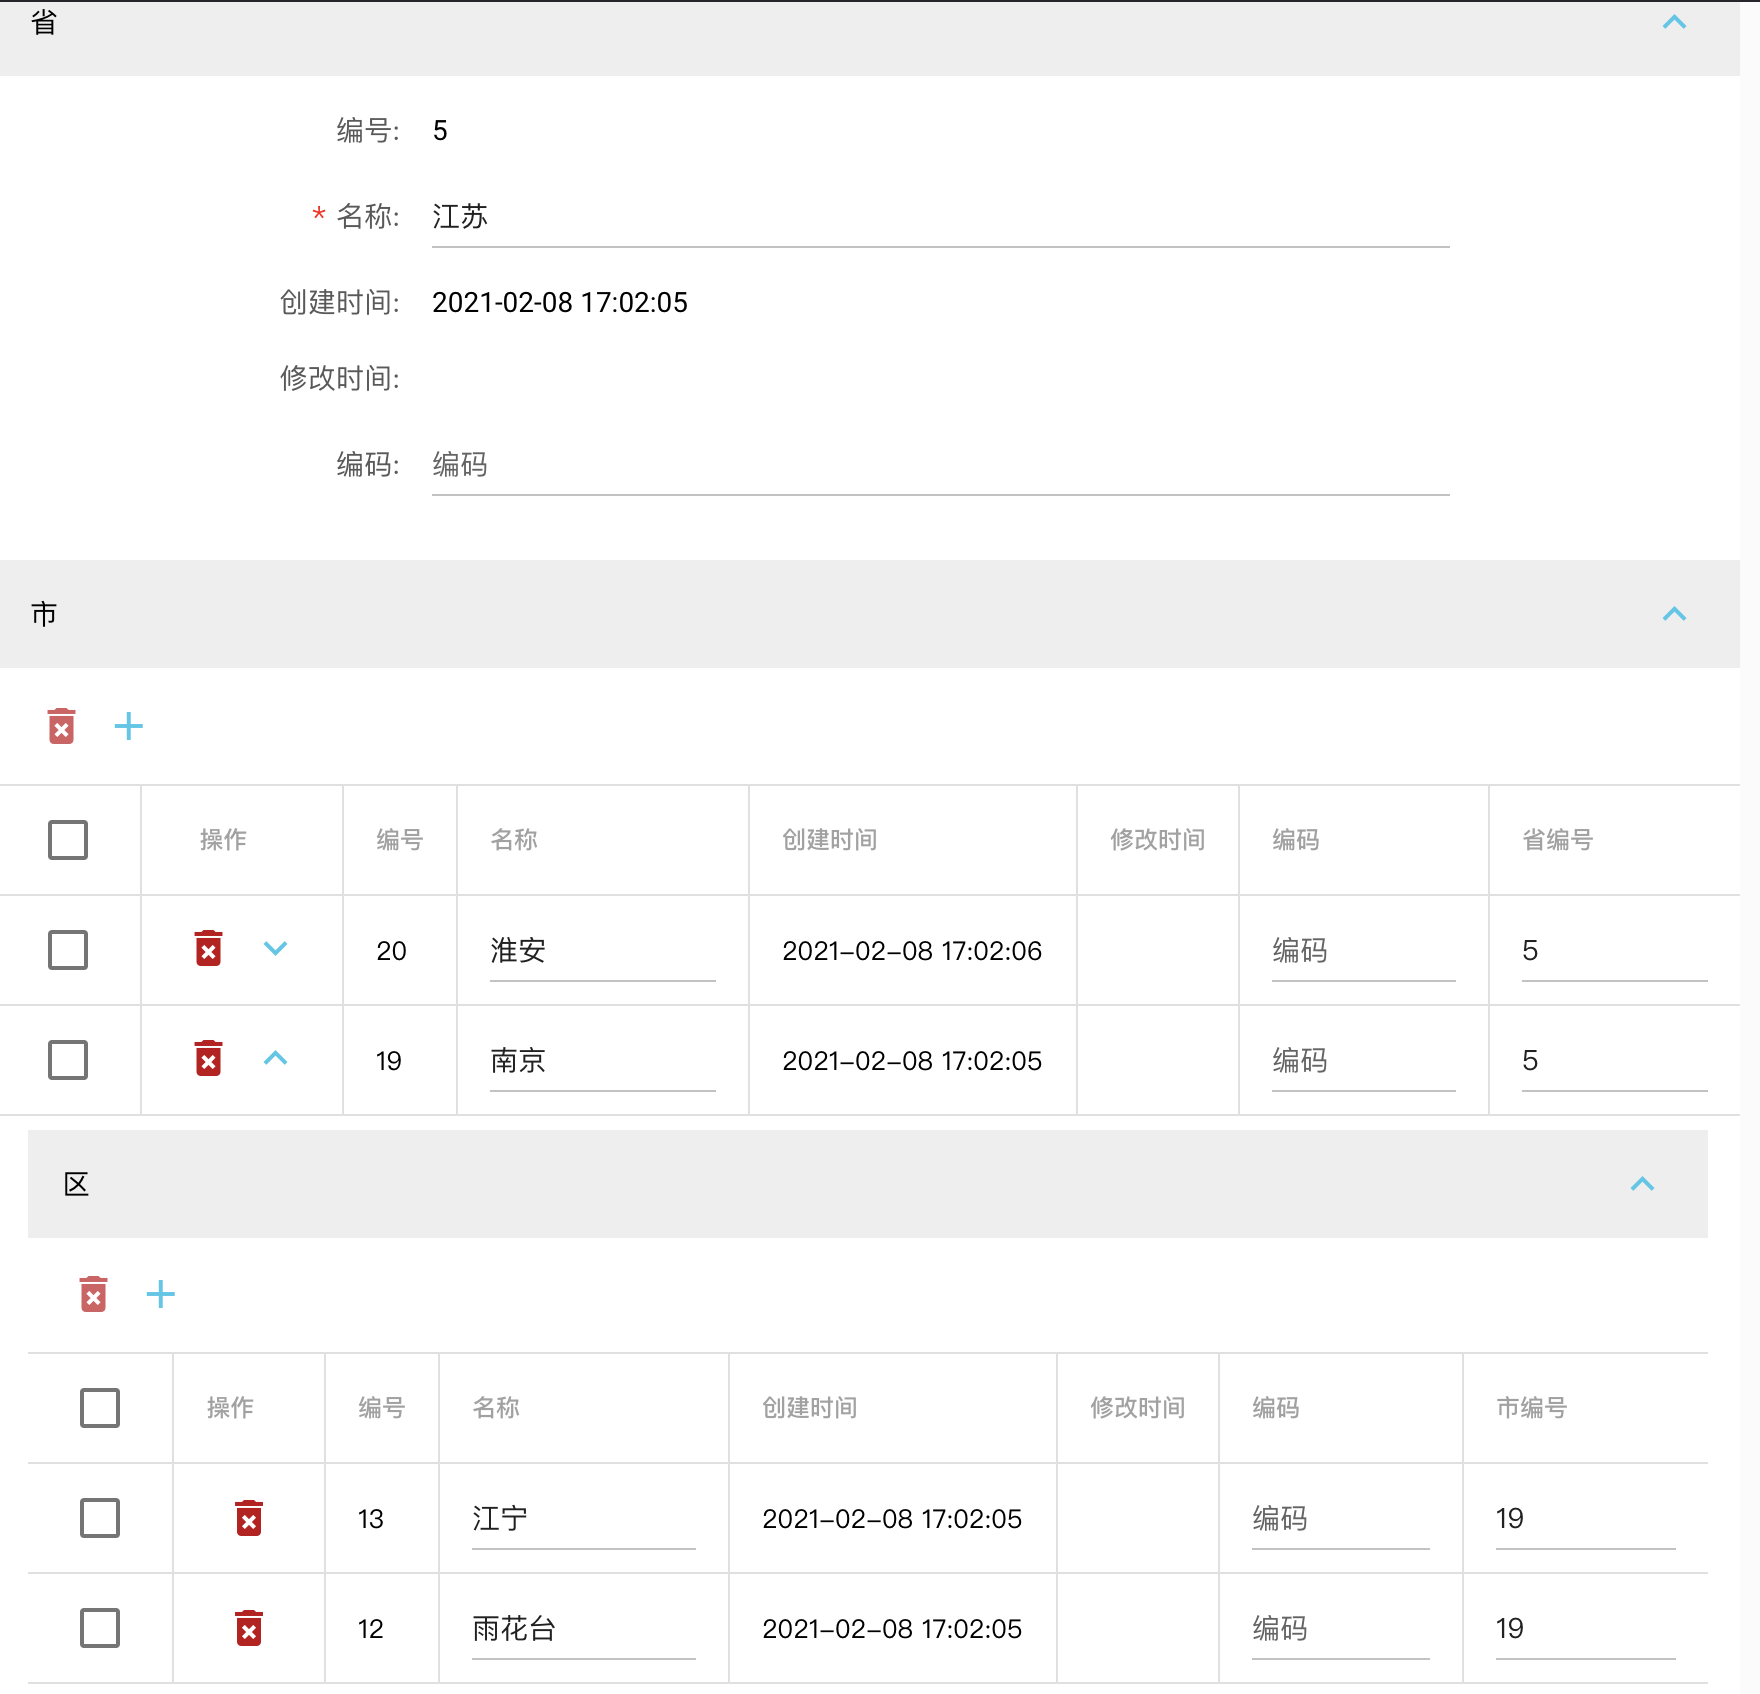 省
编号: 5
* 名称: 江苏
创建时间: 2021-02-08 17:02:05
修改时间:
编码: 编码
市
操作 编号 名称 创建时间 修改时间 编码 省编号
20 淮安 2021-02-08 17:02:06 编码 5
19 南京 2021-02-08 17:02:05 编码 5
区
操作 编号 名称 创建时间 修改时间 编码 市编号
13 江宁 2021-02-08 17:02:05 编码 19
12 雨花台 2021-02-08 17:02:05 编码 19